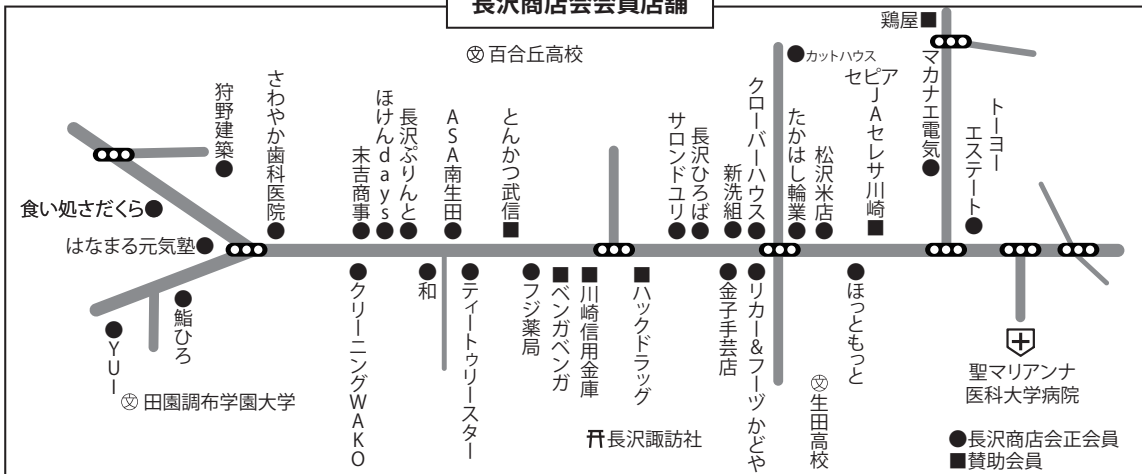 長沢商店会会員店舗
鶏屋
文 百合丘高校
カットハウス
セピア
狩野建築
さわやか歯科医院
末吉商事
ほけんdays
長沢ぷりんと
ASA南生田
とんかつ武信
サロンドユリ
長沢ひろば
新洗組
クローバーハウス
たかはし輪業
松沢米店
JAセレサ川崎
マカナエ電気
トーヨー
エステート
食い処さだくら
はなまる元気塾
鮨ひろ
YUI
文 田園調布学園大学
クリーニングWAKO
和
ティートゥリースター
フジ薬局
ベンガベンガ
川崎信用金庫
ハックドラッグ
金子手芸店
リカー&フーヅかどや
ほっともっと
文生田高校
長沢諏訪社
聖マリアンナ
医科大学病院
●長沢商店会正会員
■賛助会員